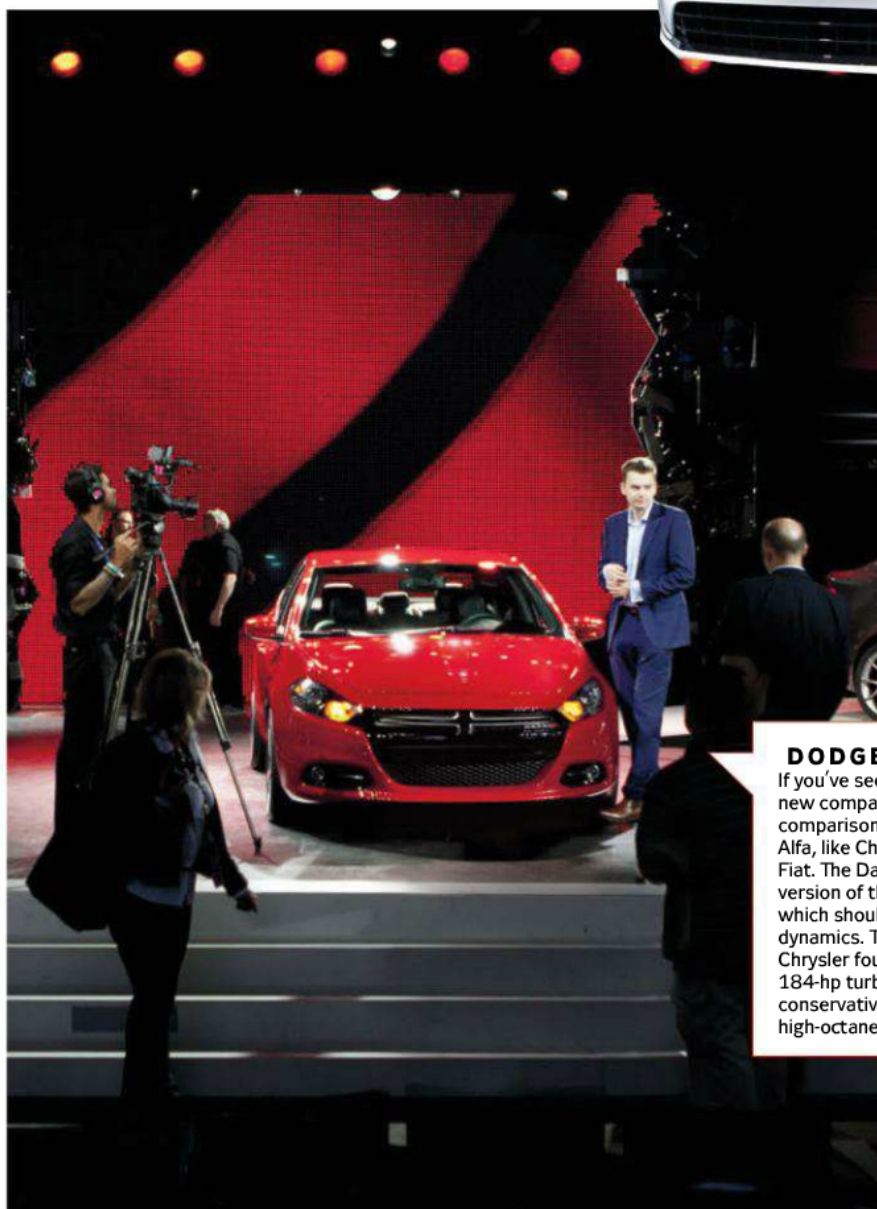 DODGE
If you've see
new compa
comparison
Alfa, like Ch
Fiat. The Da
version of th
which shoul
dynamics. T
Chrysler fou
184-hp turb
conservativ
high-octane